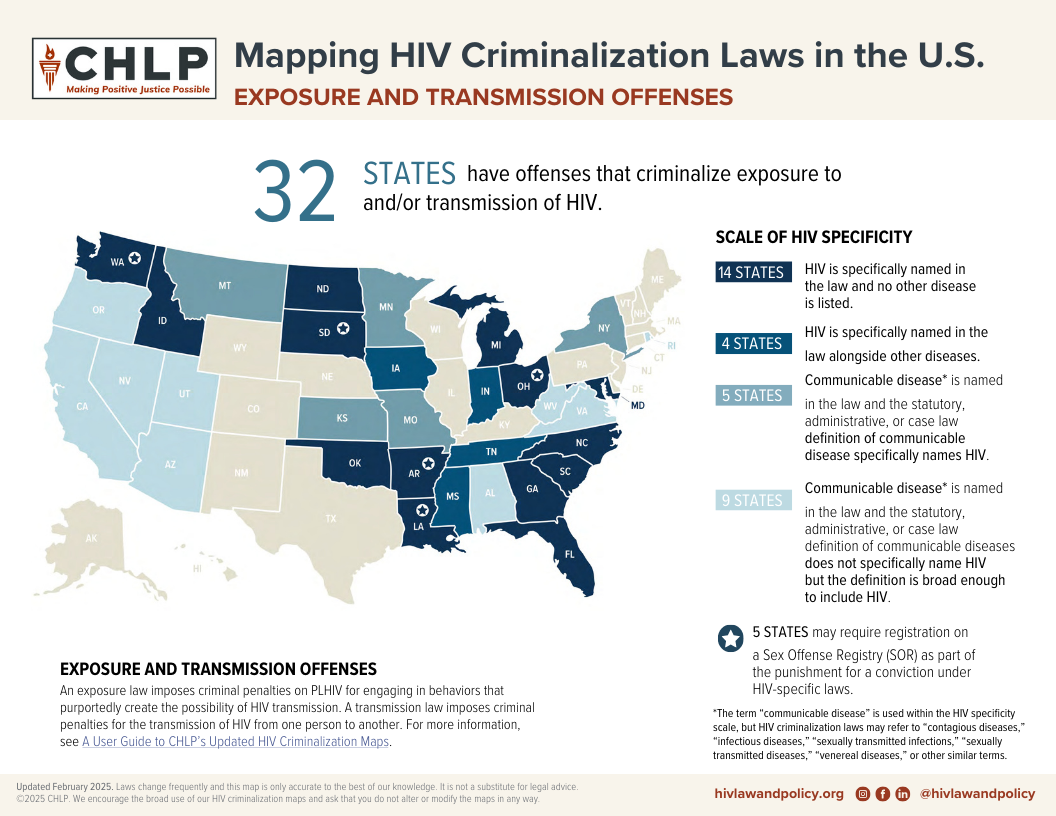 CHLP
Making Positive Justice Possible
Mapping HIV Criminalization Laws in the U.S.
EXPOSURE AND TRANSMISSION OFFENSES
32 STATES have offenses that criminalize exposure to
and/or transmission of HIV.
WA
MT
ND
MN
OR
ID
SD
WI
MI
NY
VT
NH
ME
MA
RI
CT
NJ
DE
MD
WY
NE
IA
IL
IN
OH
PA
NV
UT
CO
KS
MO
KY
WV
VA
CA
AZ
NM
OK
AR
TN
NC
SC
MS
AL
GA
TX
LA
FL
AK
HI
SCALE OF HIV SPECIFICITY
14 STATES
HIV is specifically named in
the law and no other disease
is listed.
4 STATES
HIV is specifically named in the
law alongside other diseases.
5 STATES
Communicable disease* is named
in the law and the statutory,
administrative, or case law
definition of communicable
disease specifically names HIV.
9 STATES
Communicable disease* is named
in the law and the statutory,
administrative, or case law
definition of communicable diseases
does not specifically name HIV
but the definition is broad enough
to include HIV.
5 STATES may require registration on
a Sex Offense Registry (SOR) as part of
the punishment for a conviction under
HIV-specific laws.
*The term “communicable disease” is used within the HIV specificity
scale, but HIV criminalization laws may refer to “contagious diseases,”
“infectious diseases,” “sexually transmitted infections,” “sexually
transmitted diseases,” “venereal diseases,” or other similar terms.
EXPOSURE AND TRANSMISSION OFFENSES
An exposure law imposes criminal penalties on PLHIV for engaging in behaviors that
purportedly create the possibility of HIV transmission. A transmission law imposes criminal
penalties for the transmission of HIV from one person to another. For more information,
see A User Guide to CHLP’s Updated HIV Criminalization Maps.
Updated February 2025. Laws change frequently and this map is only accurate to the best of our knowledge. It is not a substitute for legal advice.
©2025 CHLP. We encourage the broad use of our HIV criminalization maps and ask that you do not alter or modify the maps in any way.
hivlawandpolicy.org @hivlawandpolicy